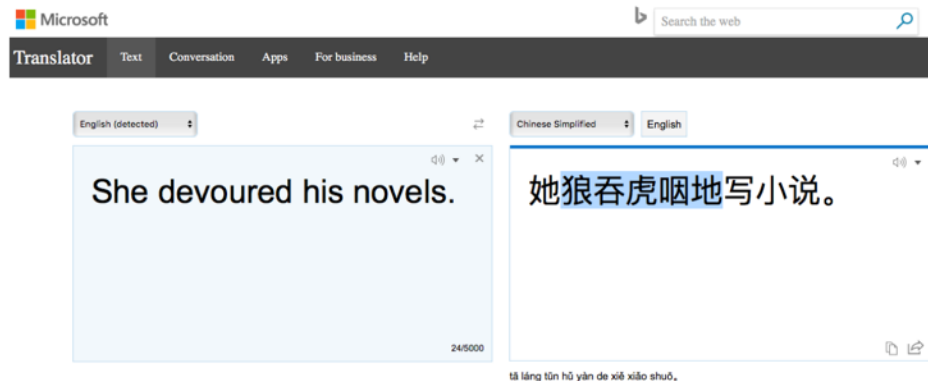 Microsoft
Search the web
Translator Text Conversation Apps For business Help
English (detected)
Chinese Simplified English
She devoured his novels.
她狼吞虎咽地写小说。
24/5000
tā láng tūn hǔ yàn de xiě xiǎo shuō。